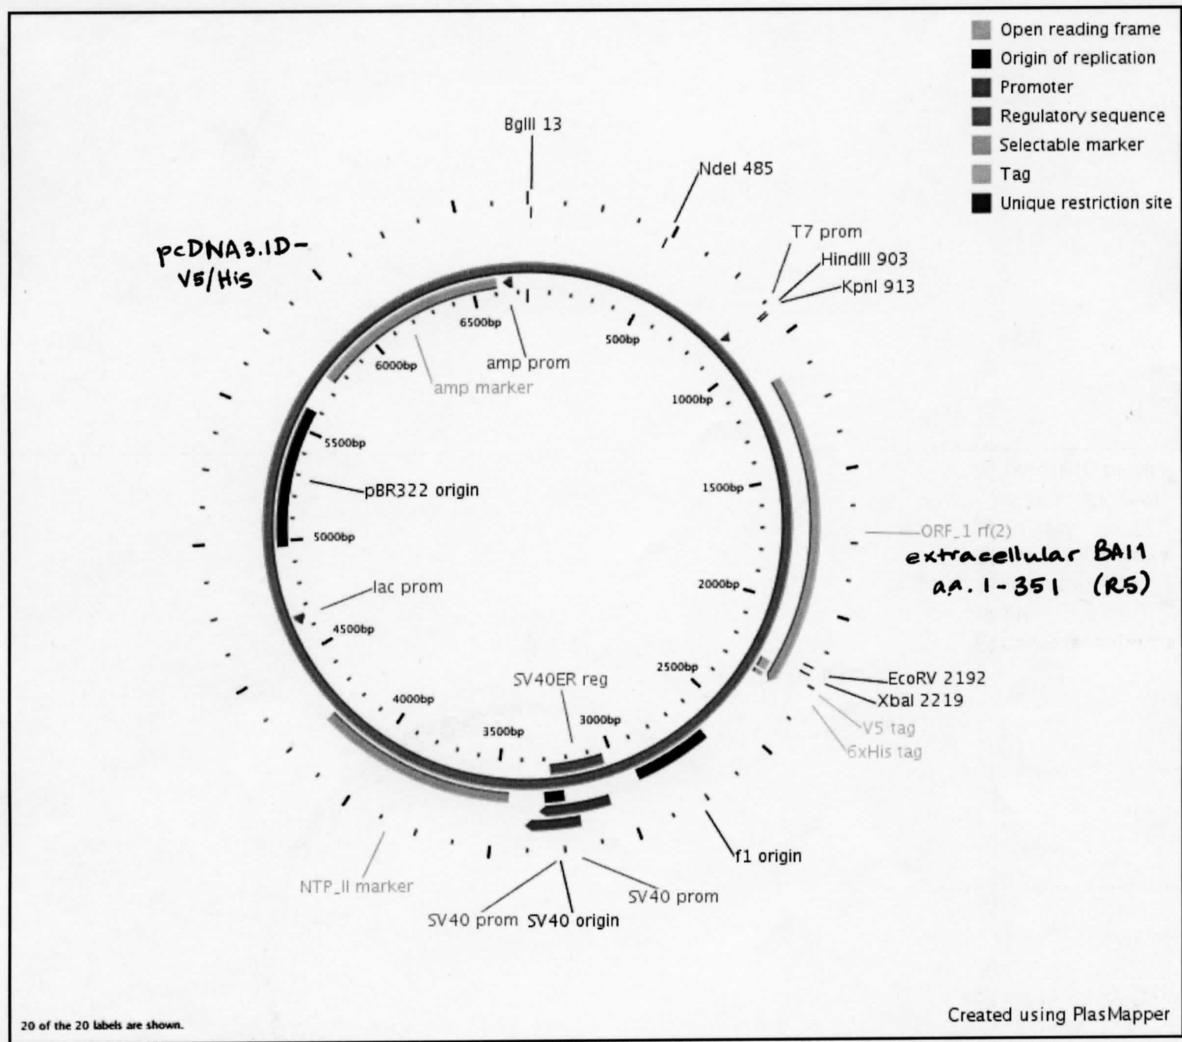 Open reading frame
Origin of replication
Promoter
Regulatory sequence
Selectable marker
Tag
Unique restriction site
BglII 13
NdeI 485
T7 prom
HindIII 903
KpnI 913
pcDNA3.1D-
V5/His
6500bp
500bp
amp prom
6000bp
amp marker
1000bp
5500bp
1500bp
pBR322 origin
ORF_1 rf(2)
5000bp
extracellular BAI1
aa. 1-351 (R5)
lac prom
2000bp
4500bp
2500bp
SV40ER reg
EcoRV 2192
XbaI 2219
4000bp
V5 tag
3000bp
3500bp
6xHis tag
f1 origin
NTP_II marker
SV40 prom
SV40 prom
SV40 origin
Created using PlasMapper
20 of the 20 labels are shown.